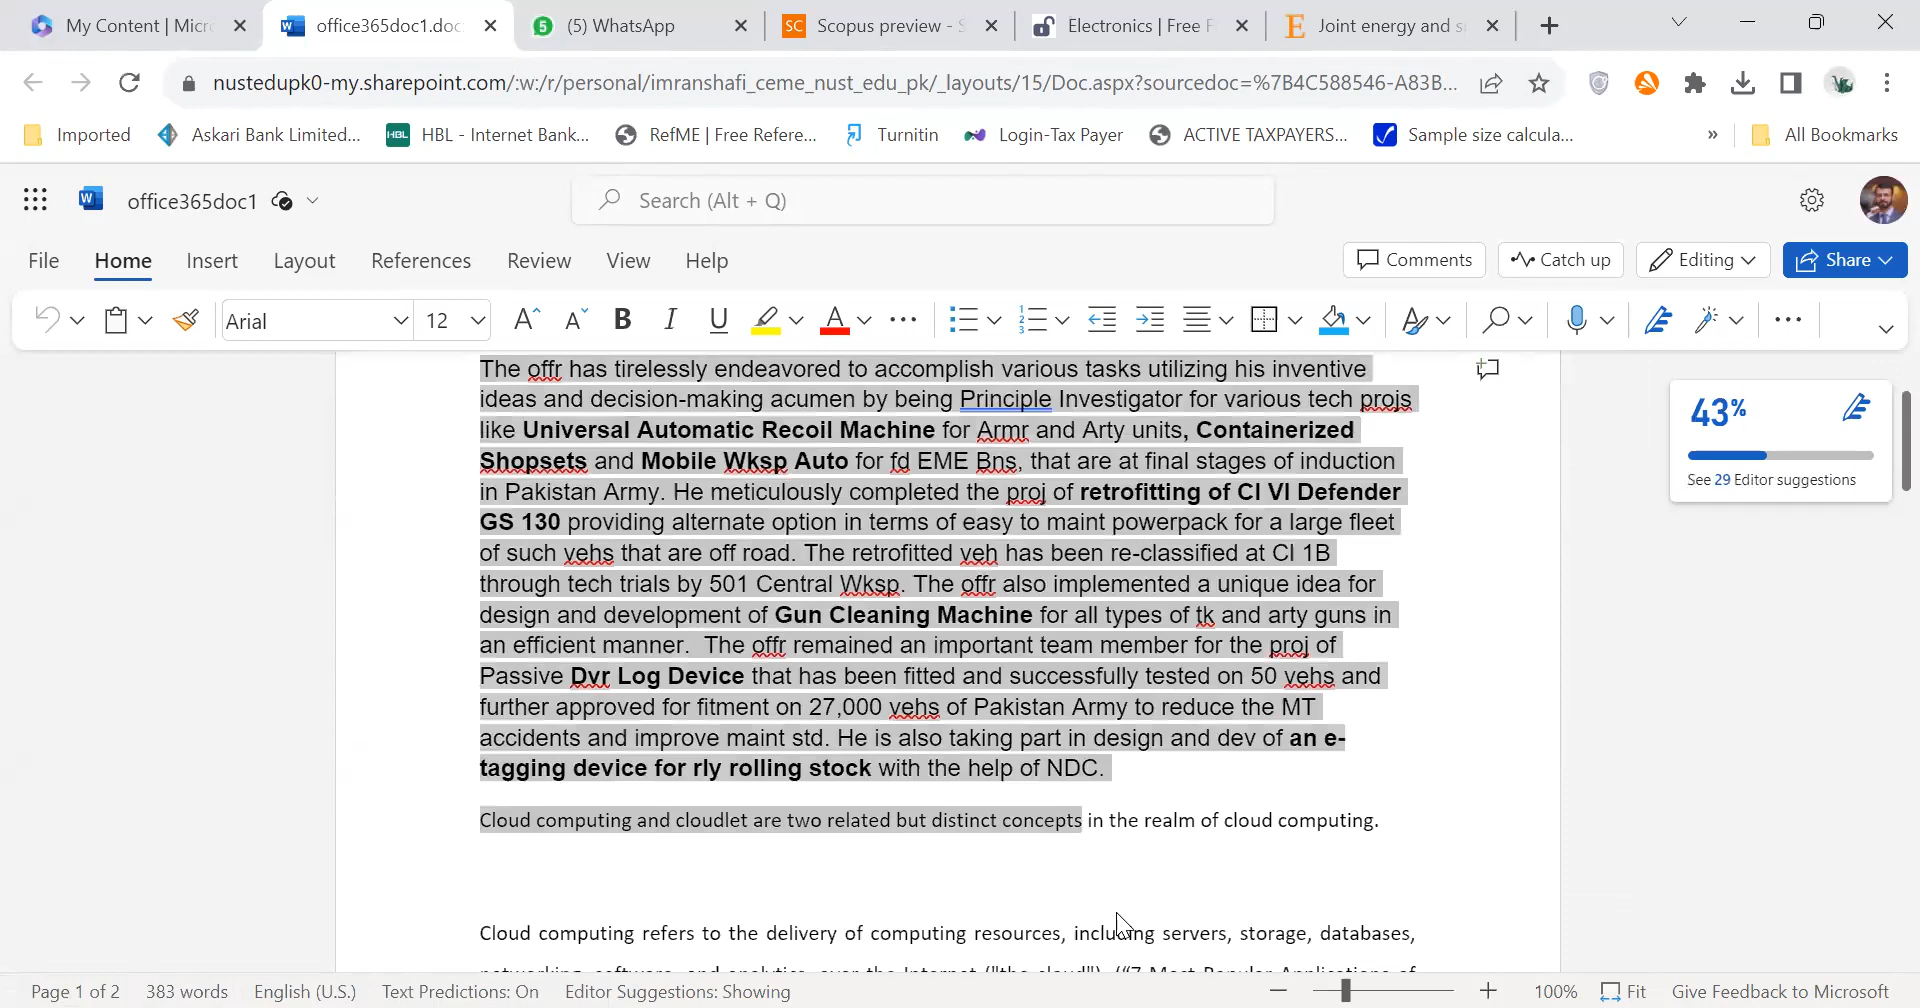 My Content | Micr
office365doc1.doc
(5) WhatsApp
SC Scopus preview - S
Electronics | Free F
E Joint energy and s
nustedupk0-my.sharepoint.com/:w:/r/personal/imranshafi_ceme_nust_edu_pk/_layouts/15/Doc.aspx?sourcedoc=%7B4C588546-A83B...
Imported
Askari Bank Limited...
HBL HBL - Internet Bank...
RefME | Free Refere...
Turnitin
Login-Tax Payer
ACTIVE TAXPAYERS...
Sample size calcula...
»
All Bookmarks
office365doc1
Search (Alt + Q)
File Home Insert Layout References Review View Help
Comments Catch up Editing Share
Arial 12
The offr has tirelessly endeavored to accomplish various tasks utilizing his inventive
ideas and decision-making acumen by being Principle Investigator for various tech projs
like Universal Automatic Recoil Machine for Armr and Arty units, Containerized
Shopsets and Mobile Wksp Auto for fd EME Bns, that are at final stages of induction
in Pakistan Army. He meticulously completed the proj of retrofitting of Cl VI Defender
GS 130 providing alternate option in terms of easy to maint powerpack for a large fleet
of such vehs that are off road. The retrofitted veh has been re-classified at Cl 1B
through tech trials by 501 Central Wksp. The offr also implemented a unique idea for
design and development of Gun Cleaning Machine for all types of tk and arty guns in
an efficient manner. The offr remained an important team member for the proj of
Passive Dvr Log Device that has been fitted and successfully tested on 50 vehs and
further approved for fitment on 27,000 vehs of Pakistan Army to reduce the MT
accidents and improve maint std. He is also taking part in design and dev of an e-
tagging device for rly rolling stock with the help of NDC.
Cloud computing and cloudlet are two related but distinct concepts in the realm of cloud computing.
Cloud computing refers to the delivery of computing resources, including servers, storage, databases,
43%
See 29 Editor suggestions
Page 1 of 2 383 words English (U.S.) Text Predictions: On Editor Suggestions: Showing
100% Fit Give Feedback to Microsoft